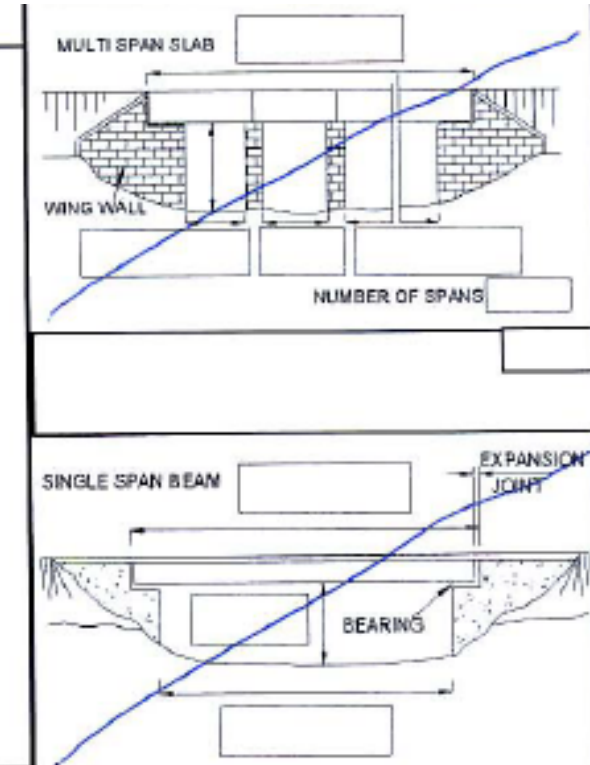 MULTI SPAN SLAB
WING WALL
NUMBER OF SPANS
SINGLE SPAN BEAM
EXPANSION
JOINT
BEARING